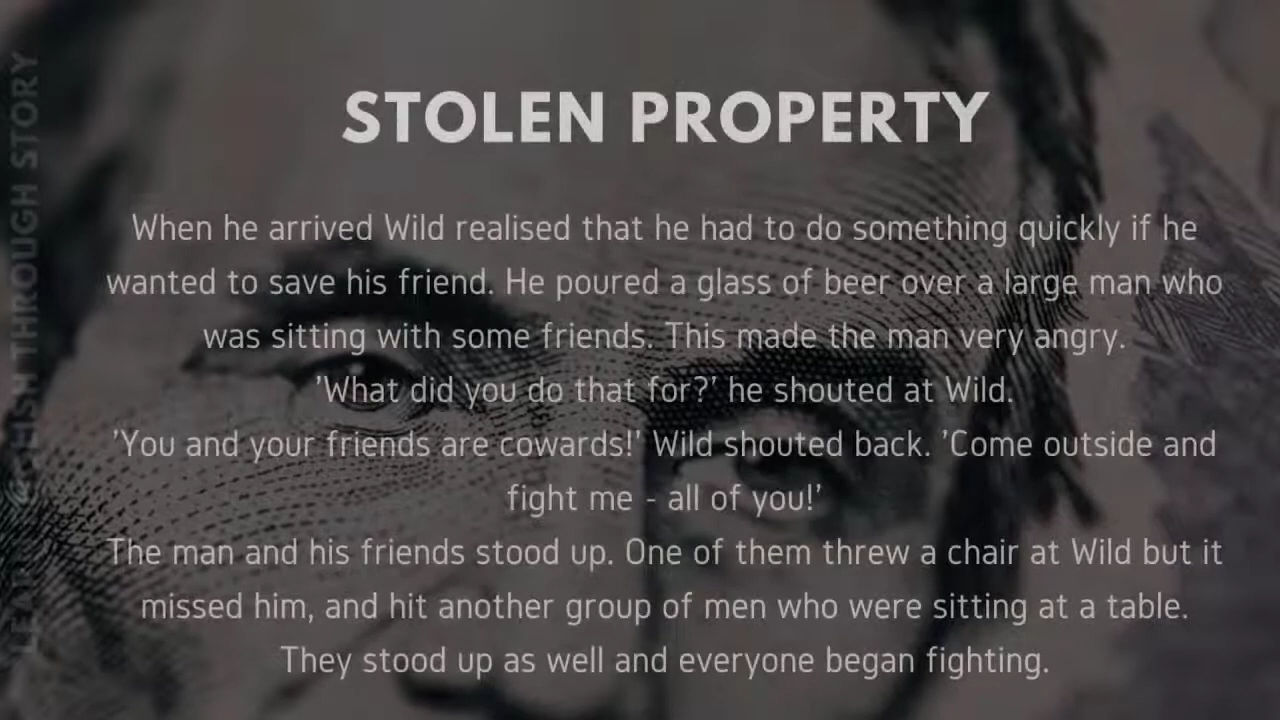 STOLEN PROPERTY
When he arrived Wild realised that he had to do something quickly if he
wanted to save his friend. He poured a glass of beer over a large man who
was sitting with some friends. This made the man very angry.
'What did you do that for?' he shouted at Wild.
'You and your friends are cowards!' Wild shouted back. 'Come outside and
fight me - all of you!'
The man and his friends stood up. One of them threw a chair at Wild but it
missed him, and hit another group of men who were sitting at a table.
They stood up as well and everyone began fighting.
LEARN ENGLISH THROUGH STORY